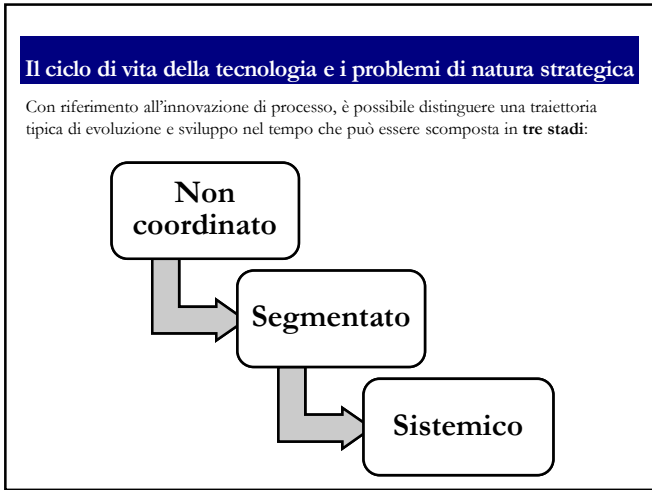 Il ciclo di vita della tecnologia e i problemi di natura strategica
Con riferimento all'innovazione di processo, è possibile distinguere una traiettoria
tipica di evoluzione e sviluppo nel tempo che può essere scomposta in tre stadi:
Non
coordinato
Segmentato
Sistemico